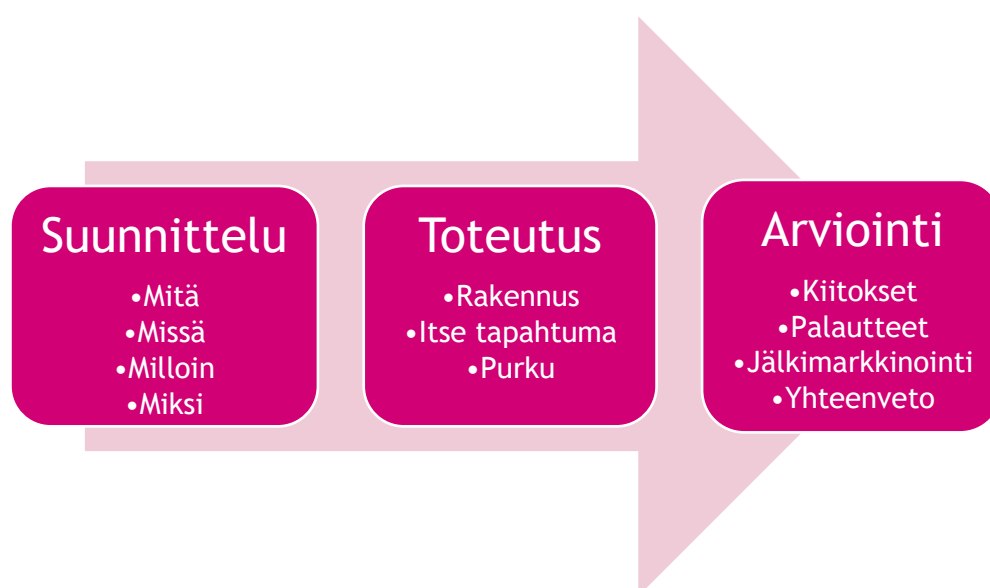 Suunnittelu
•Mitä
•Missä
•Milloin
•Miksi
Toteutus
•Rakennus
•Itse tapahtuma
•Purku
Arviointi
•Kiitokset
•Palautteet
•Jälkimarkkinointi
•Yhteenveto